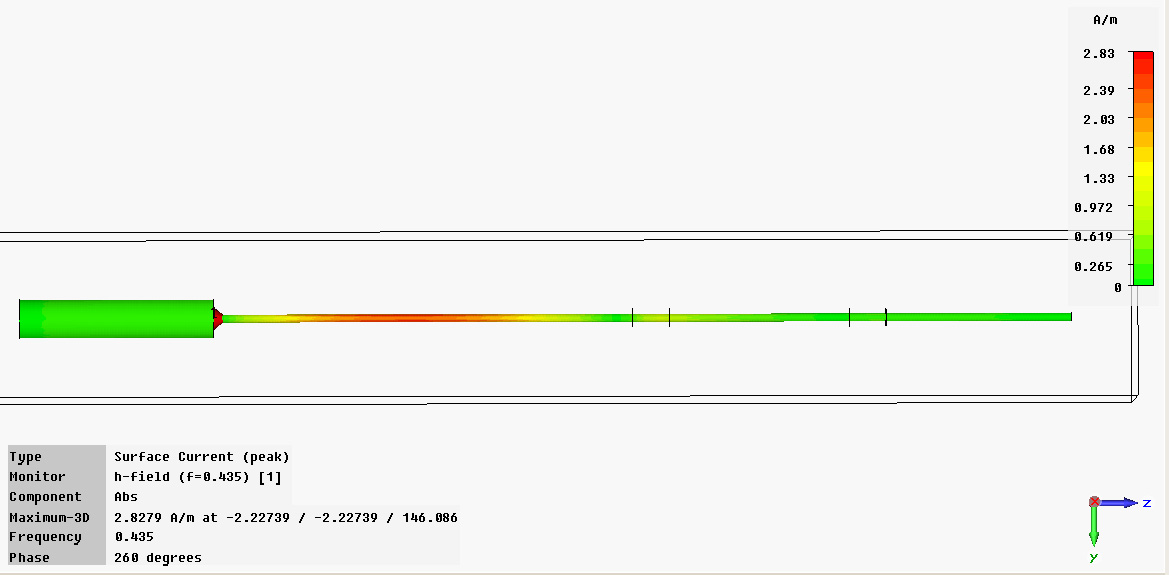 A/m
2.83
2.39
2.03
1.68
1.33
0.972
0.619
0.265
0
Type Surface Current (peak)
Monitor h-field (f=0.435) [1]
Component Abs
Maximum-3D 2.8279 A/m at -2.22739 / -2.22739 / 146.086
Frequency 0.435
Phase 260 degrees
z
y